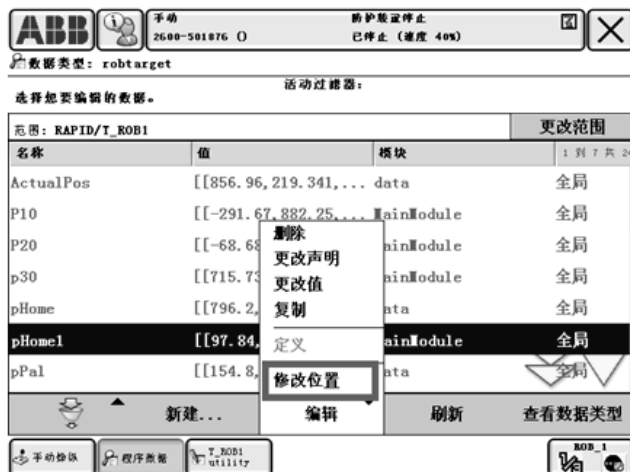 ABB
手动
2600-501876 ()
防护装置停止
已停止 (速度 40%)
数据类型: robtarget
活动过滤器:
选择想要编辑的数据。
范围: RAPID/T_ROB1
更改范围
名称 值 模块 1 到 7 共 24
ActualPos [[856.96,219.341,... data 全局
P10 [[-291.67,882.25,... MainModule 全局
P20 [[-68.68 ainModule 全局
p30 [[715.73 ainModule 全局
pHome [[796.2, ata 全局
pHome1 [[97.84, ainModule 全局
pPal [[154.8, ata 全局
删除
更改声明
更改值
复制
定义
修改位置
新建... 编辑 刷新 查看数据类型
手动操纵
程序数据
T_ROB1
utility
ROB_1